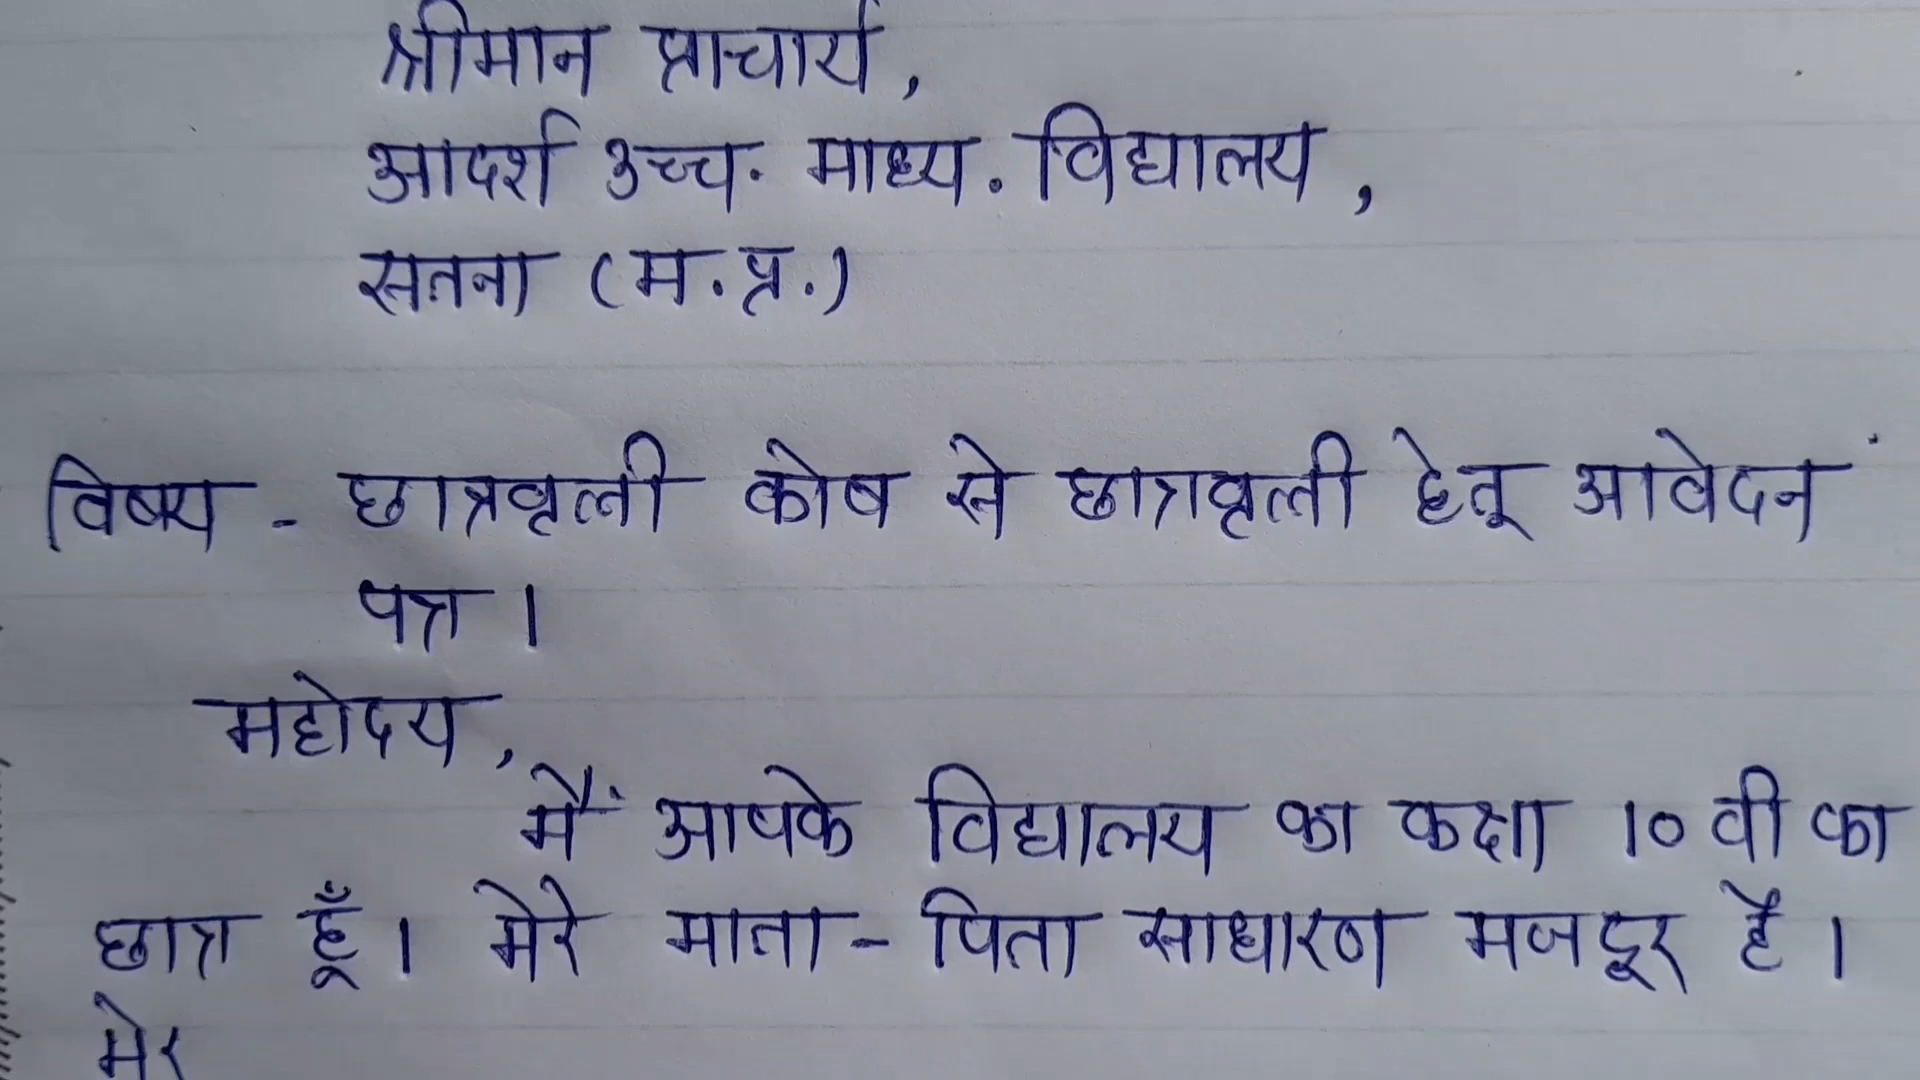 श्रीमान प्राचार्य,
आदर्श उच्च. माध्य. विद्यालय,
सतना (म.प्र.)
विषय - छात्रवृत्ती कोष से छात्रवृत्ती हेतू आवेदन
पत्र ।
महोदय,
मैं आपके विद्यालय का कक्षा 10 वी का
छात्र हूँ । मेरे माता - पिता साधारण मजदूर है ।
मेर